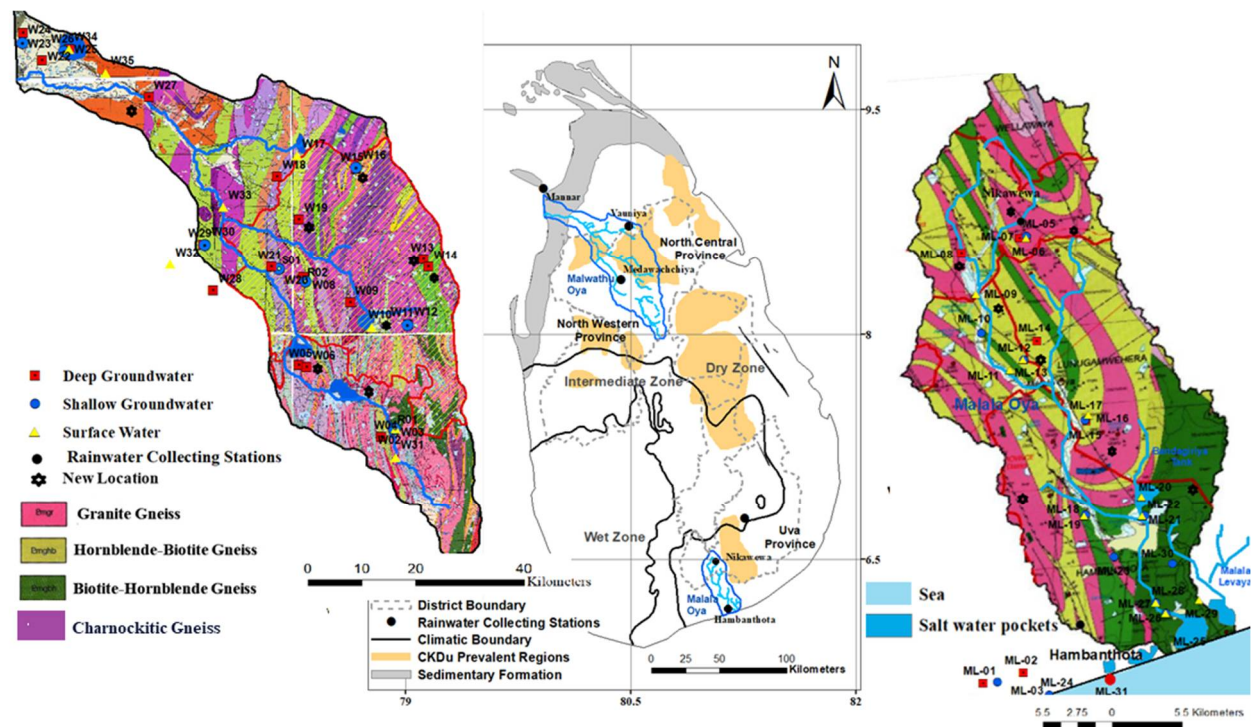 W24
W23
W26
W34
W25
W22
W35
W27
W17
W15
W16
W18
W33
W19
W29
W30
W32
W13
W14
W21
S01
R02
W20
W08
W28
W09
W10
W11
W12
W05
W06
R01
W04
W03
W02
W31
Deep Groundwater
Shallow Groundwater
Surface Water
Rainwater Collecting Stations
New Location
Granite Gneiss
Hornblende-Biotite Gneiss
Biotite-Hornblende Gneiss
Charnockitic Gneiss
0 10 20 40
Kilometers
N
9.5
8
6.5
79
80.5
82
Mannar
Vauniya
North Central
Province
Medawachchiya
Malwathu
Oya
North Western
Province
Intermediate Zone
Dry Zone
Wet Zone
Uva
Province
Nikawewa
Malala
Oya
Hambanthota
District Boundary
Rainwater Collecting Stations
Climatic Boundary
CKDu Prevalent Regions
Sedimentary Formation
0 25 50 100
Kilometers
WELLAWAYA
Nikawewa
ML-05
ML-07
ML-06
ML-08
ML-09
ML-10
ML-14
ML-12
LUNUGAMWEHERA
ML-11
ML-13
Malala Oya
ML-17
ML-16
ML-15
ML-20
ML-18
ML-22
ML-19
ML-21
ML-30
Malala
Levaya
ML-28
ML-27
ML-29
ML-26
ML-25
Sea
Salt water pockets
Hambanthota
ML-01
ML-02
ML-03
ML-24
ML-31
5.5 2.75 0 5.5 Kilometers